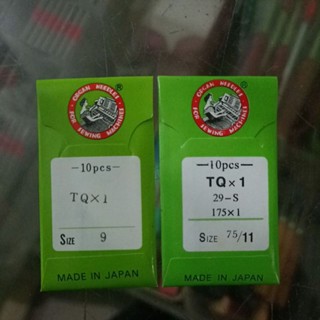 ORGAN NEEDLES
FOR SEWING MACHINES
®
-10pcs-
TQ×1
SIZE 9
MADE IN JAPAN
ORGAN NEEDLES
FOR SEWING MACHINES
®
-10pcs-
TQ×1
29-S
175×1
SIZE 75/11
MADE IN JAPAN